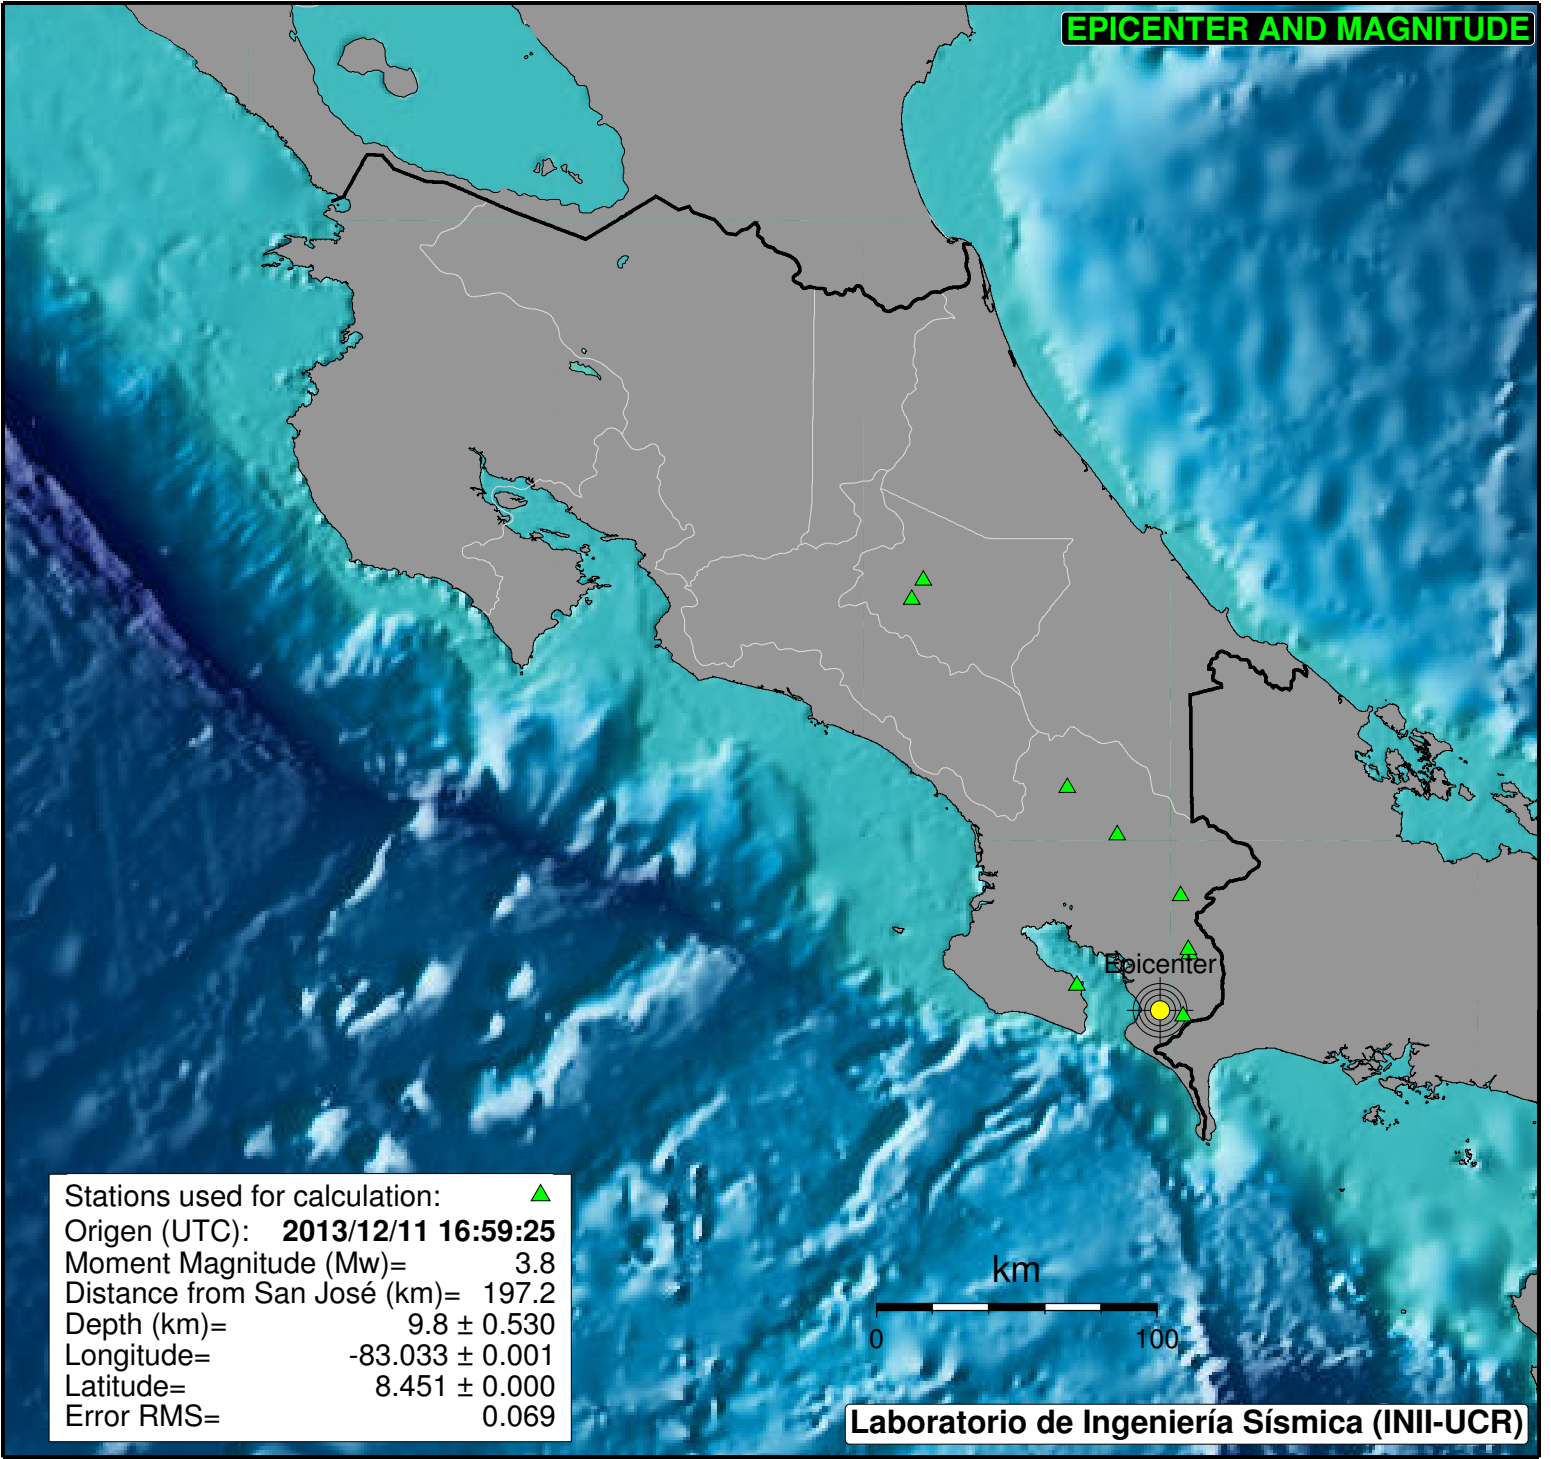 EPICENTER AND MAGNITUDE
Epicenter
Stations used for calculation:
Origen (UTC): 2013/12/11 16:59:25
Moment Magnitude (Mw)= 3.8
Distance from San José (km)= 197.2
Depth (km)= 9.8 ± 0.530
Longitude= -83.033 ± 0.001
Latitude= 8.451 ± 0.000
Error RMS= 0.069
km
0 100
Laboratorio de Ingeniería Sísmica (INII-UCR)